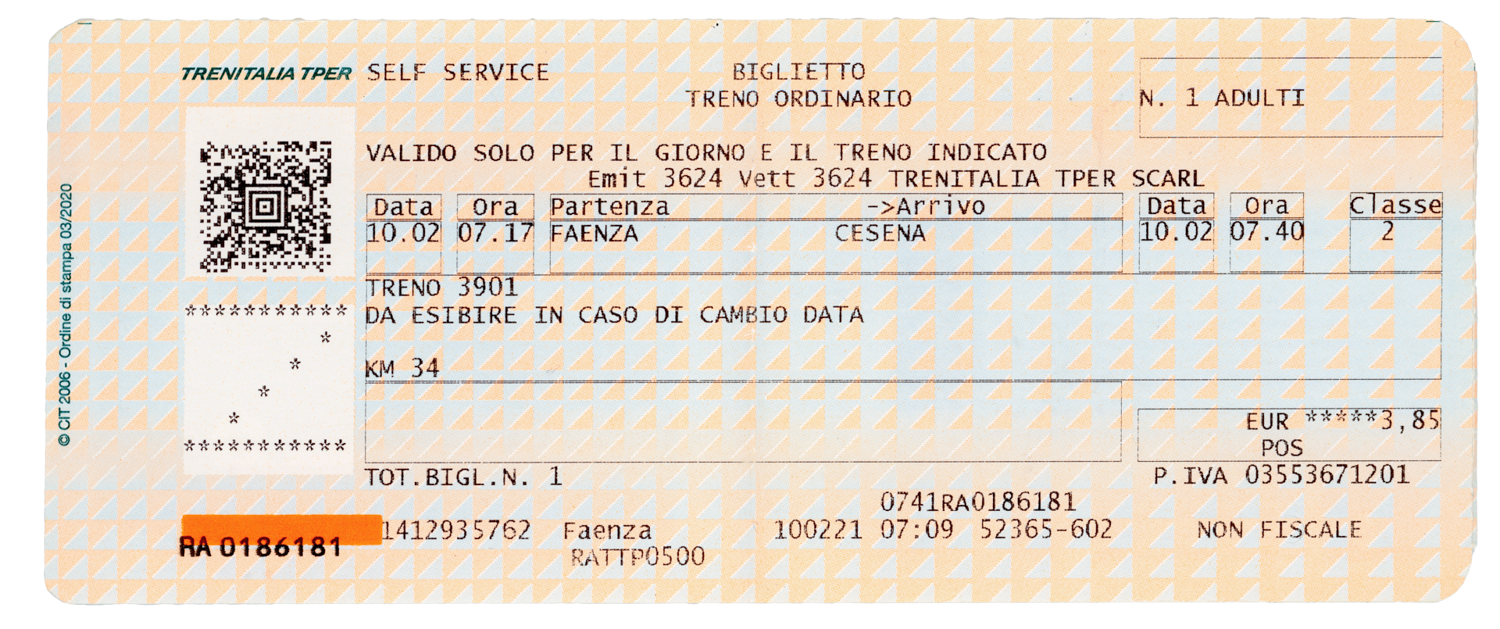 TRENITALIA TPER SELF SERVICE BIGLIETTO
TRENO ORDINARIO
N. 1 ADULTI
VALIDO SOLO PER IL GIORNO E IL TRENO INDICATO
Emit 3624 Vett 3624 TRENITALIA TPER SCARL
Data Ora Partenza ->Arrivo Data Ora Classe
10.02 07.17 FAENZA CESENA 10.02 07.40 2
TRENO 3901
DA ESIBIRE IN CASO DI CAMBIO DATA
KM 34
***********
*
*
*
*
***********
EUR *****3,85
POS
TOT.BIGL.N. 1 P.IVA 03553671201
0741RA0186181
1412935762 Faenza 100221 07:09 52365-602 NON FISCALE
RA 0186181
RATTP0500
© CIT 2006 - Ordine di stampa 03/2020